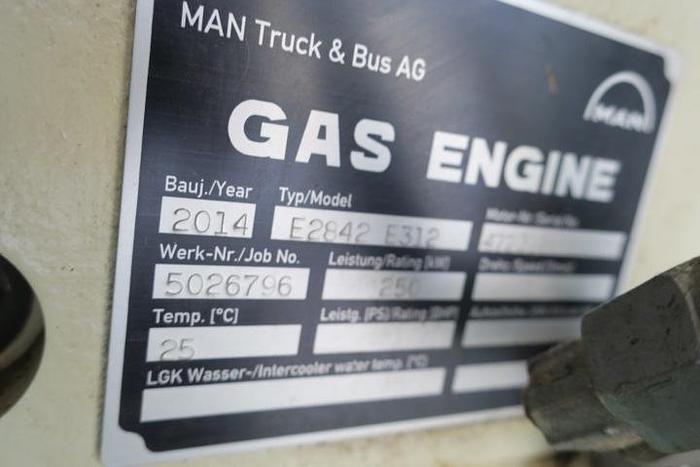 MAN Truck & Bus AG
MAN
GAS ENGINE
Bauj./Year Typ/Model
2014 E2842 E312
Werk-Nr./Job No. Leistung/Rating [kW]
5026796 250
Temp. [°C] Leistg. [PS]/Rating [BHP]
25
LGK Wasser-/Intercooler water temp. [°C]